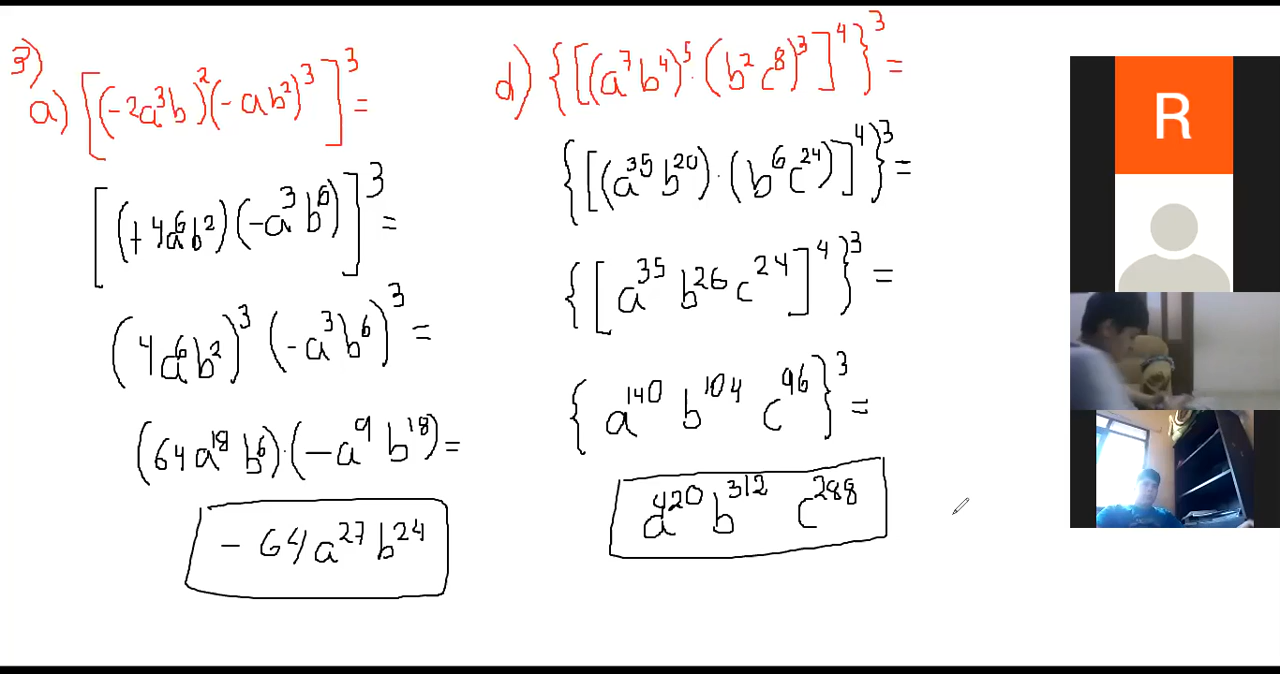 3)
a) [(-2a³b)²(-ab²)³]³=
[(+4a⁶b²)(-a³b⁶)]³=
(4a⁶b²)³(-a³b⁶)³=
(64a¹⁸b⁶)·(-a⁹b¹⁸)=
-64a²⁷b²⁴
d) {[(a⁷b⁴)⁵·(b²c⁸)³]⁴}³=
{[(a³⁵b²⁰)·(b⁶c²⁴)]⁴}³=
{[a³⁵b²⁶c²⁴]⁴}³=
{a¹⁴⁰b¹⁰⁴c⁹⁶}³=
a⁴²⁰b³¹²c²⁸⁸
R